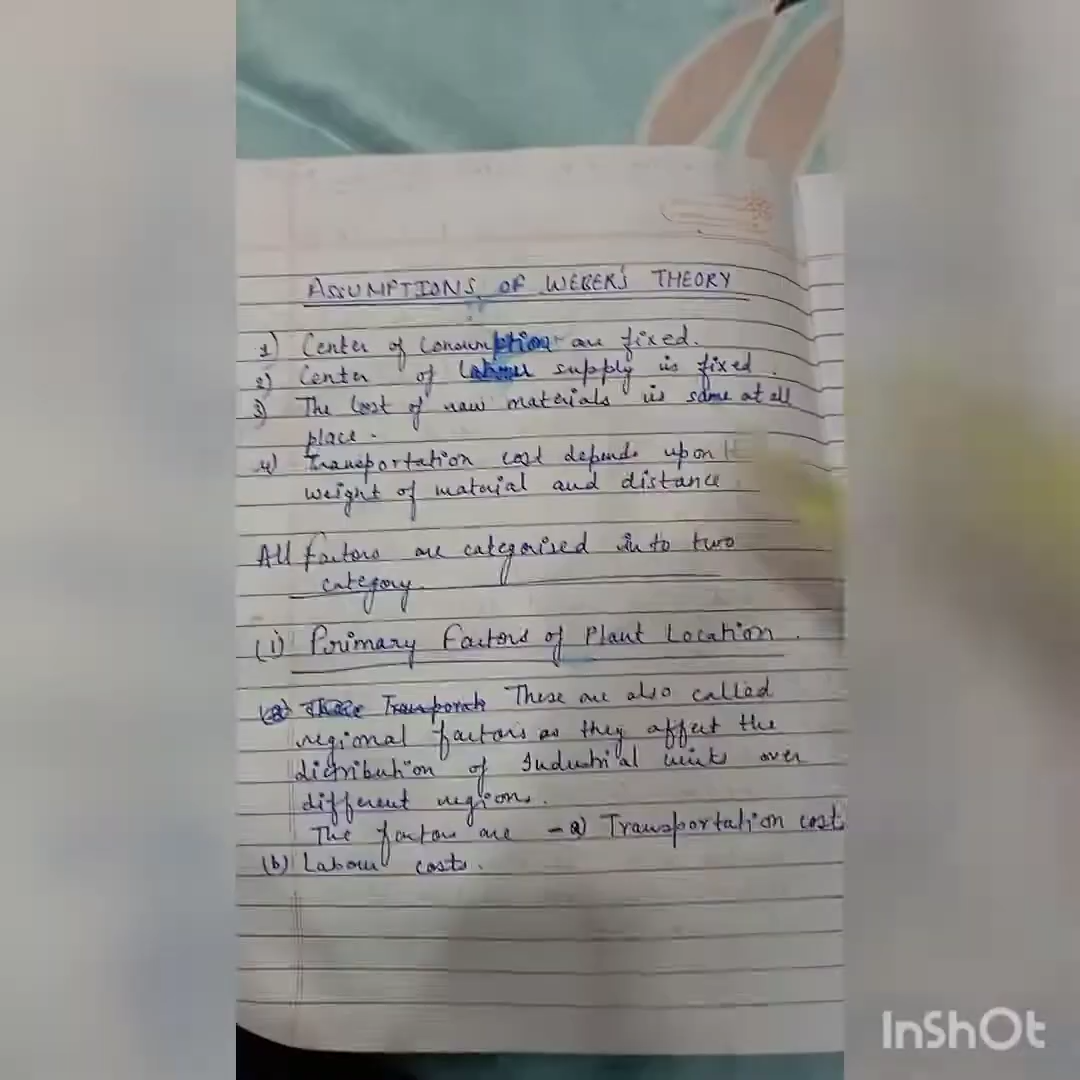 ASSUMPTIONS OF WEBER'S THEORY
1) Center of Consumption are fixed.
2) Center of Labour supply is fixed.
3) The Cost of raw materials is same at all
place.
4) Transportation cost depends upon
weight of material and distance
All factors are categorised into two
category.
(i) Primary Factors of Plant Location.
(a) These are also called
regional factors as they affect the
distribution of Industrial units over
different regions.
The factors are - a) Transportation cost
(b) Labour costs.
InShOt